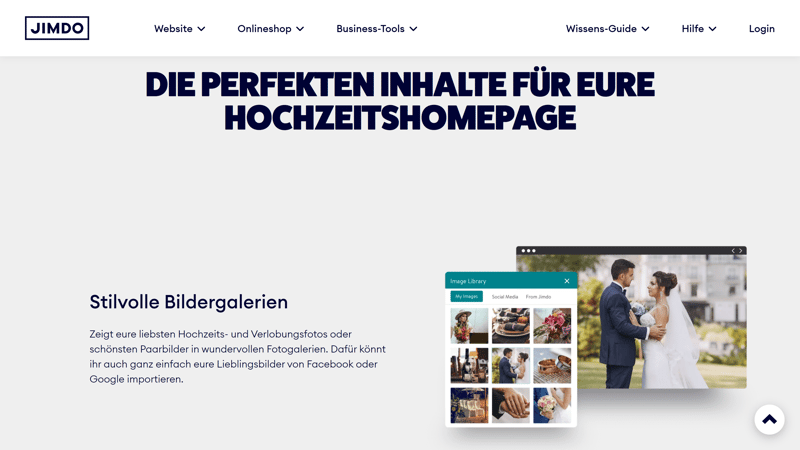 JIMDO
Website
Onlineshop
Business-Tools
Wissens-Guide
Hilfe
Login
DIE PERFEKTEN INHALTE FÜR EURE
HOCHZEITSHOMEPAGE
Stilvolle Bildergalerien
Zeigt eure liebsten Hochzeits- und Verlobungsfotos oder
schönsten Paarbilder in wundervollen Fotogalerien. Dafür könnt
ihr auch ganz einfach eure Lieblingsbilder von Facebook oder
Google importieren.
Image Library
My Images
Social Media
From Jimdo